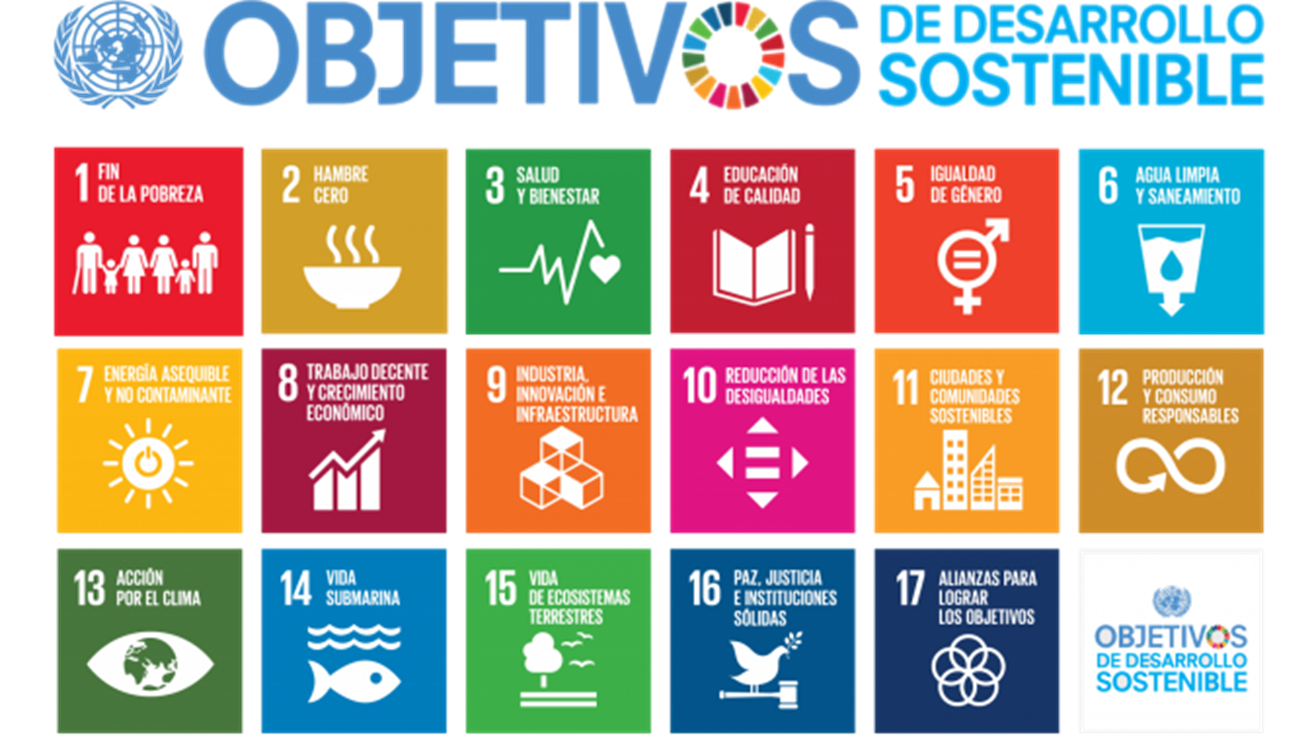 OBJETIVOS
DE DESARROLLO
SOSTENIBLE
1 FIN
DE LA POBREZA
2 HAMBRE
CERO
3 SALUD
Y BIENESTAR
4 EDUCACIÓN
DE CALIDAD
5 IGUALDAD
DE GÉNERO
6 AGUA LIMPIA
Y SANEAMIENTO
7 ENERGÍA ASEQUIBLE
Y NO CONTAMINANTE
8 TRABAJO DECENTE
Y CRECIMIENTO
ECONÓMICO
9 INDUSTRIA,
INNOVACIÓN E
INFRAESTRUCTURA
10 REDUCCIÓN DE LAS
DESIGUALDADES
11 CIUDADES Y
COMUNIDADES
SOSTENIBLES
12 PRODUCCIÓN
Y CONSUMO
RESPONSABLES
13 ACCIÓN
POR EL CLIMA
14 VIDA
SUBMARINA
15 VIDA
DE ECOSISTEMAS
TERRESTRES
16 PAZ, JUSTICIA
E INSTITUCIONES
SÓLIDAS
17 ALIANZAS PARA
LOGRAR
LOS OBJETIVOS
OBJETIVOS
DE DESARROLLO
SOSTENIBLE